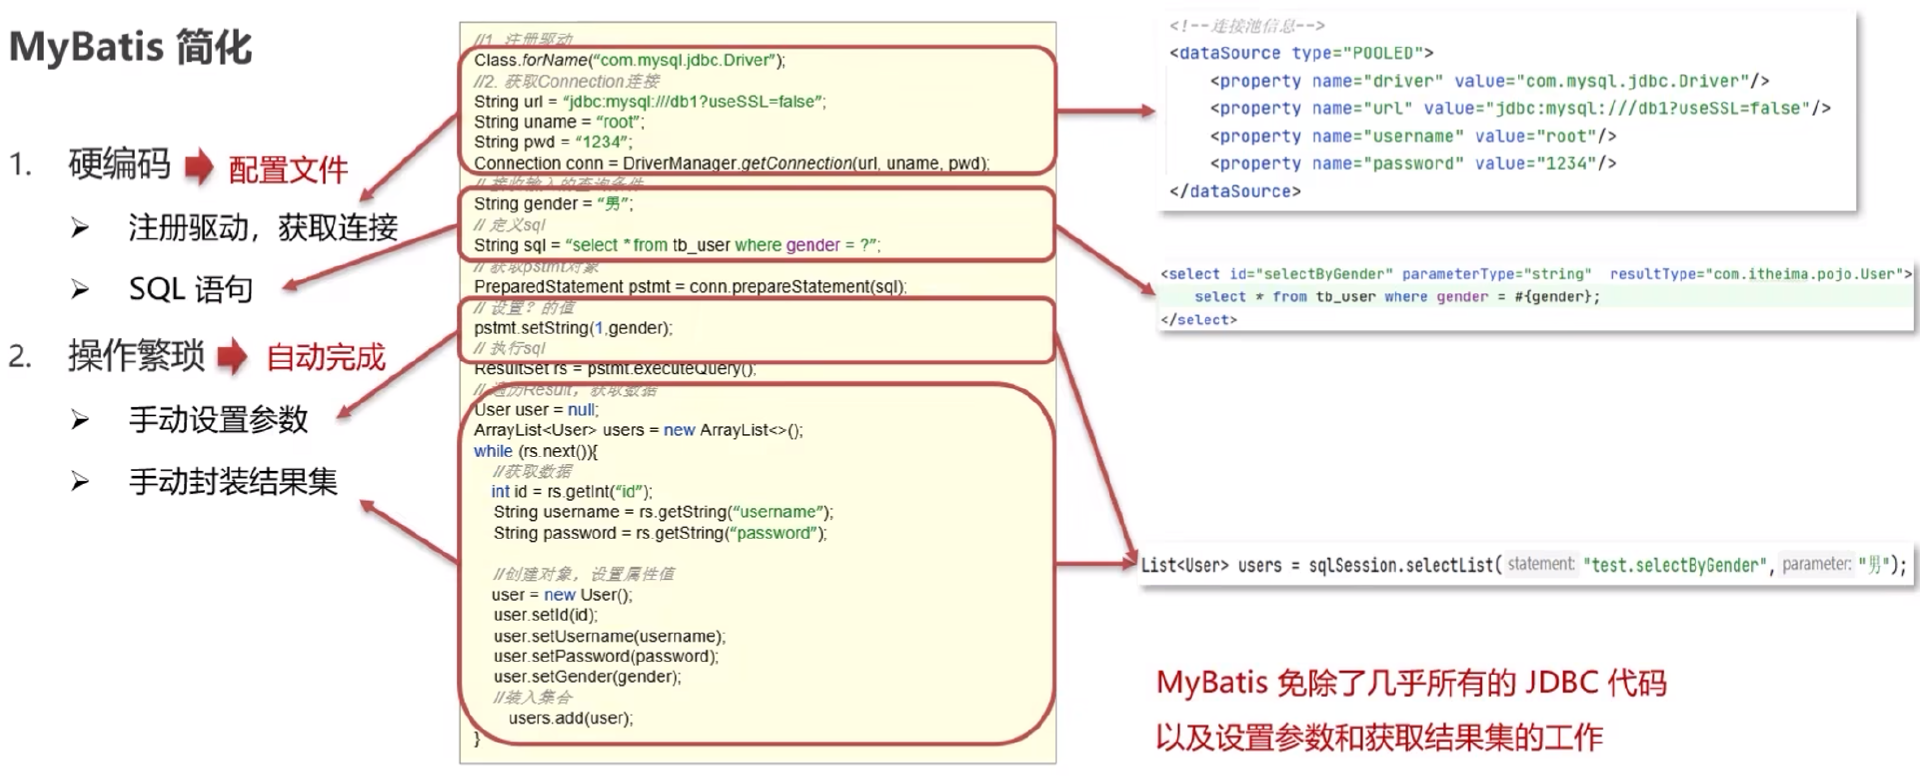 MyBatis 简化
1. 硬编码 配置文件
注册驱动，获取连接
SQL 语句
2. 操作繁琐 自动完成
手动设置参数
手动封装结果集
//1. 注册驱动
Class.forName("com.mysql.jdbc.Driver");
//2. 获取Connection连接
String url = "jdbc:mysql:///db1?useSSL=false";
String uname = "root";
String pwd = "1234";
Connection conn = DriverManager.getConnection(url, uname, pwd);
// 接收输入的查询条件
String gender = "男";
// 定义sql
String sql = "select * from tb_user where gender = ?";
// 获取pstmt对象
PreparedStatement pstmt = conn.prepareStatement(sql);
// 设置？的值
pstmt.setString(1,gender);
// 执行sql
ResultSet rs = pstmt.executeQuery();
// 遍历Result，获取数据
User user = null;
ArrayList<User> users = new ArrayList<>();
while (rs.next()){
//获取数据
int id = rs.getInt("id");
String username = rs.getString("username");
String password = rs.getString("password");
//创建对象，设置属性值
user = new User();
user.setId(id);
user.setUsername(username);
user.setPassword(password);
user.setGender(gender);
//装入集合
users.add(user);
}
<!--连接池信息-->
<dataSource type="POOLED">
<property name="driver" value="com.mysql.jdbc.Driver"/>
<property name="url" value="jdbc:mysql:///db1?useSSL=false"/>
<property name="username" value="root"/>
<property name="password" value="1234"/>
</dataSource>
<select id="selectByGender" parameterType="string" resultType="com.itheima.pojo.User">
select * from tb_user where gender = #{gender};
</select>
List<User> users = sqlSession.selectList( statement: "test.selectByGender", parameter: "男");
MyBatis 免除了几乎所有的 JDBC 代码
以及设置参数和获取结果集的工作